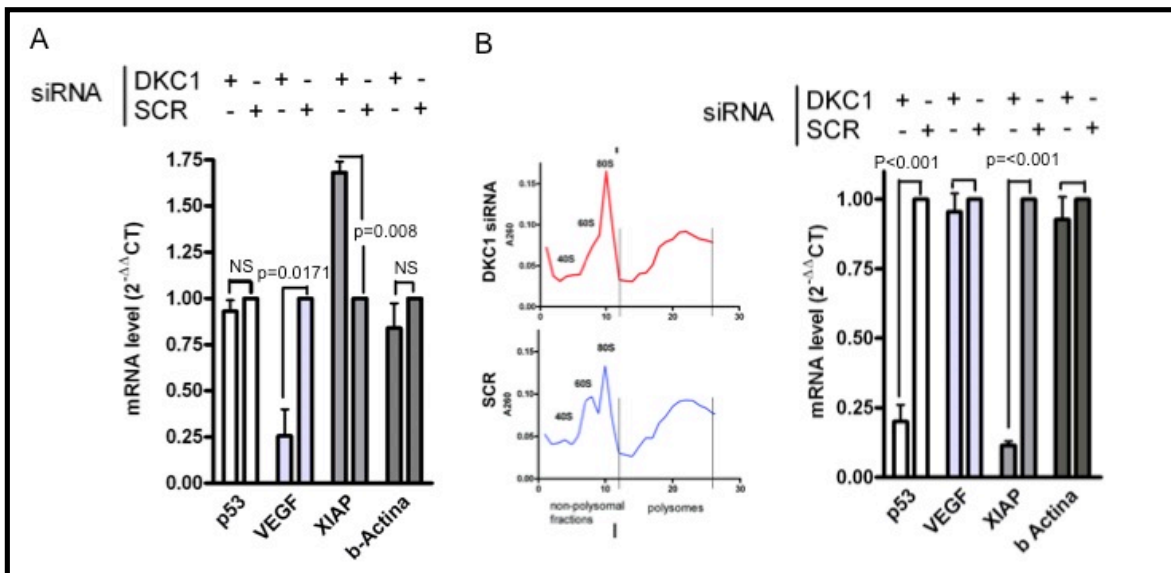 A
siRNA
DKC1 + - + - + - + -
SCR - + - + - + - +
mRNA level (2^-ΔΔCT)
1.75
1.50
1.25
1.00
0.75
0.50
0.25
0.00
NS
p=0.0171
p=0.008
NS
p53
VEGF
XIAP
b-Actina
B
DKC1 siRNA
A260
0.15
0.10
0.05
0.00
40S
60S
80S
0 10 20 30
SCR
A260
0.15
0.10
0.05
0.00
40S
60S
80S
0 10 20 30
non-polysomal
fractions
polysomes
siRNA
DKC1 + - + - + - + -
SCR - + - + - + - +
P<0.001
p=<0.001
mRNA level (2^-ΔΔCT)
1.00
0.75
0.50
0.25
0.00
p53
VEGF
XIAP
b Actina